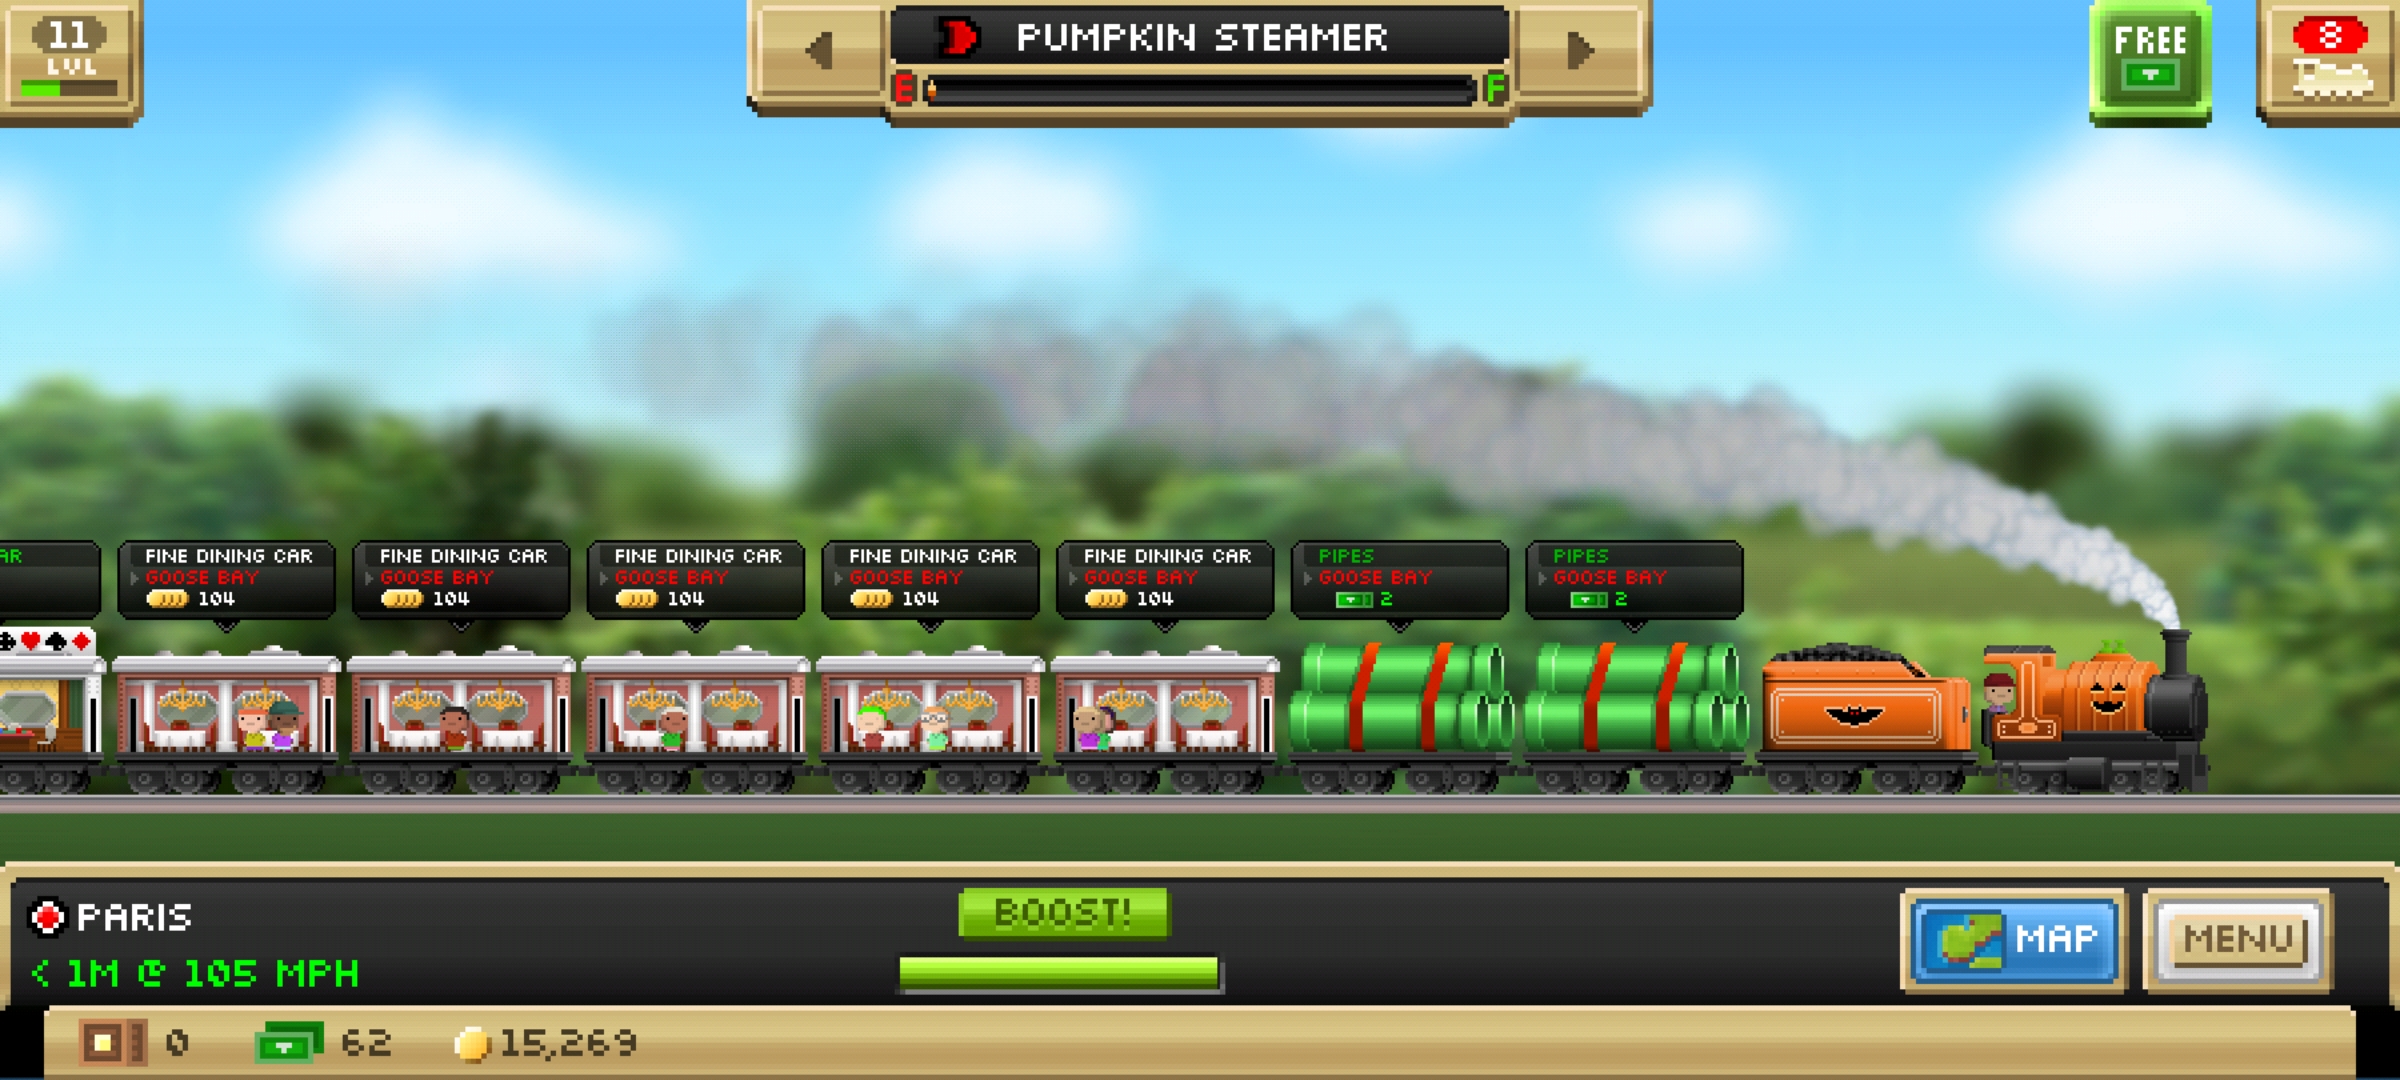 11
LVL
PUMPKIN STEAMER
E
F
FREE
8
AR
FINE DINING CAR
GOOSE BAY
104
FINE DINING CAR
GOOSE BAY
104
FINE DINING CAR
GOOSE BAY
104
FINE DINING CAR
GOOSE BAY
104
FINE DINING CAR
GOOSE BAY
104
PIPES
GOOSE BAY
2
PIPES
GOOSE BAY
2
PARIS
< 1M @ 105 MPH
BOOST!
MAP
MENU
0
62
15,269